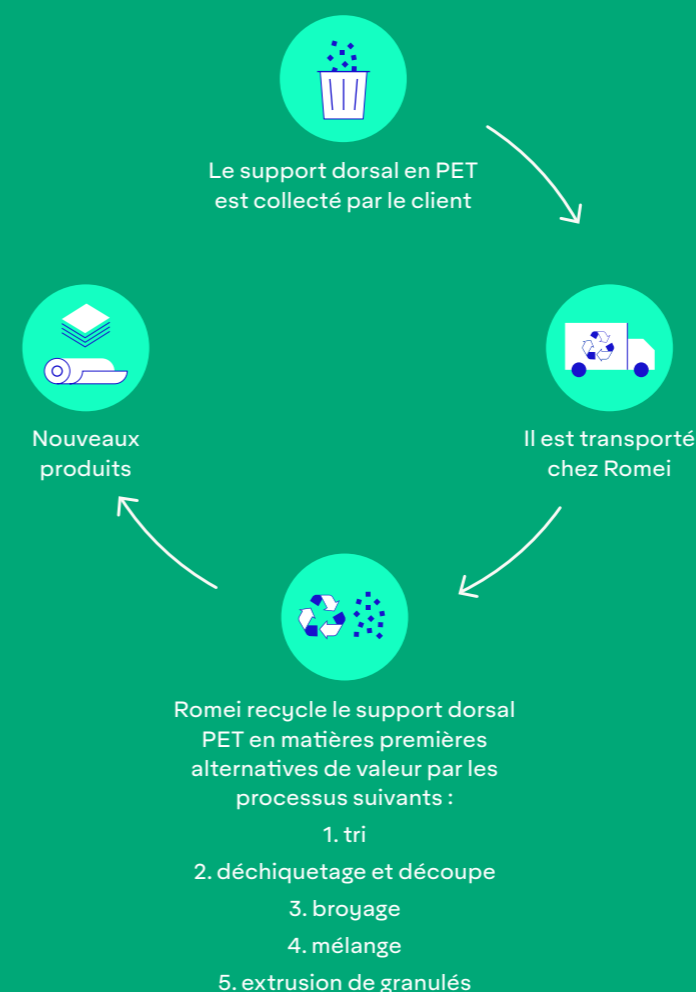 Le support dorsal en PET
est collecté par le client
Il est transporté
chez Romei
Romei recycle le support dorsal
PET en matières premières
alternatives de valeur par les
processus suivants :
1. tri
2. déchiquetage et découpe
3. broyage
4. mélange
5. extrusion de granulés
Nouveaux
produits